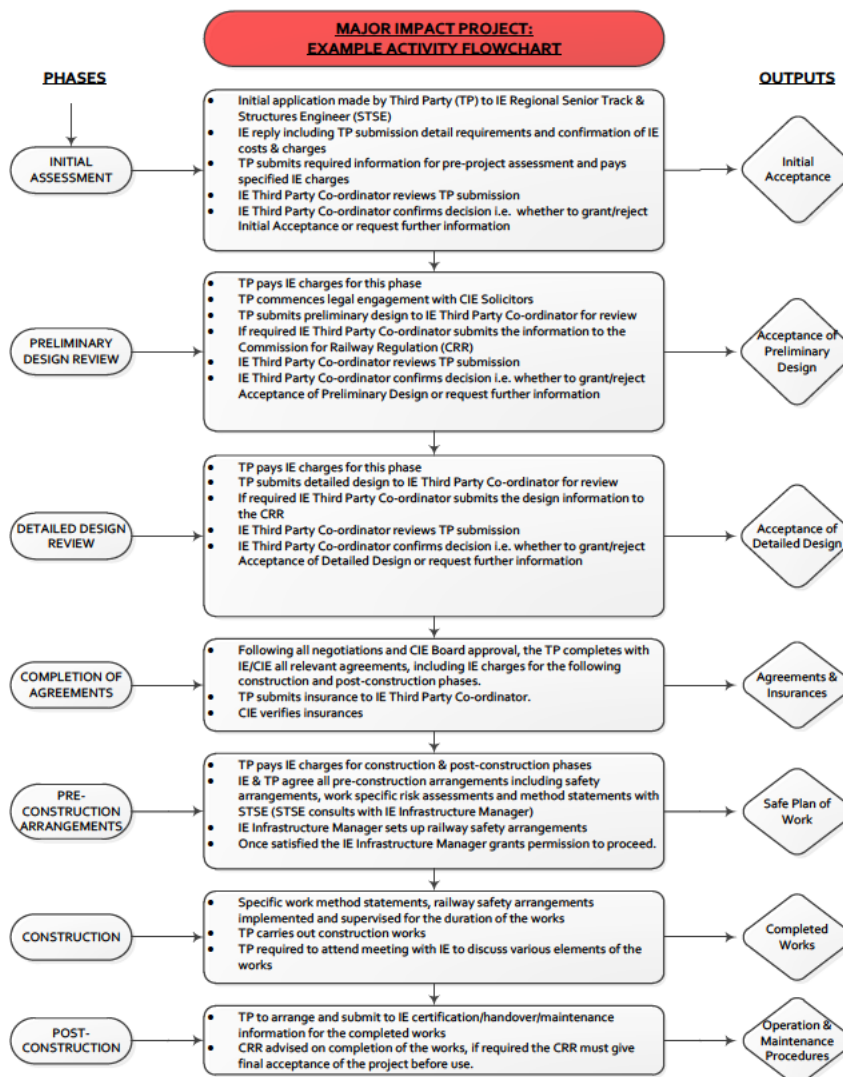 MAJOR IMPACT PROJECT:
EXAMPLE ACTIVITY FLOWCHART
PHASES
OUTPUTS
INITIAL
ASSESSMENT
• Initial application made by Third Party (TP) to IE Regional Senior Track &
Structures Engineer (STSE)
• IE reply including TP submission detail requirements and confirmation of IE
costs & charges
• TP submits required information for pre-project assessment and pays
specified IE charges
• IE Third Party Co-ordinator reviews TP submission
• IE Third Party Co-ordinator confirms decision i.e. whether to grant/reject
Initial Acceptance or request further information
Initial
Acceptance
PRELIMINARY
DESIGN REVIEW
• TP pays IE charges for this phase
• TP commences legal engagement with CIE Solicitors
• TP submits preliminary design to IE Third Party Co-ordinator for review
• If required IE Third Party Co-ordinator submits the information to the
Commission for Railway Regulation (CRR)
• IE Third Party Co-ordinator reviews TP submission
• IE Third Party Co-ordinator confirms decision i.e. whether to grant/reject
Acceptance of Preliminary Design or request further information
Acceptance of
Preliminary
Design
DETAILED DESIGN
REVIEW
• TP pays IE charges for this phase
• TP submits detailed design to IE Third Party Co-ordinator for review
• If required IE Third Party Co-ordinator submits the design information to
the CRR
• IE Third Party Co-ordinator reviews TP submission
• IE Third Party Co-ordinator confirms decision i.e. whether to grant/reject
Acceptance of Detailed Design or request further information
Acceptance of
Detailed Design
COMPLETION OF
AGREEMENTS
• Following all negotiations and CIE Board approval, the TP completes with
IE/CIE all relevant agreements, including IE charges for the following
construction and post-construction phases.
• TP submits insurance to IE Third Party Co-ordinator.
• CIE verifies insurances
Agreements &
Insurances
PRE-
CONSTRUCTION
ARRANGEMENTS
• TP pays IE charges for construction & post-construction phases
• IE & TP agree all pre-construction arrangements including safety
arrangements, work specific risk assessments and method statements with
STSE (STSE consults with IE Infrastructure Manager)
• IE Infrastructure Manager sets up railway safety arrangements
• Once satisfied the IE Infrastructure Manager grants permission to proceed.
Safe Plan of
Work
CONSTRUCTION
• Specific work method statements, railway safety arrangements
implemented and supervised for the duration of the works
• TP carries out construction works
• TP required to attend meeting with IE to discuss various elements of the
works
Completed
Works
POST-
CONSTRUCTION
• TP to arrange and submit to IE certification/handover/maintenance
information for the completed works
• CRR advised on completion of the works, if required the CRR must give
final acceptance of the project before use.
Operation &
Maintenance
Procedures